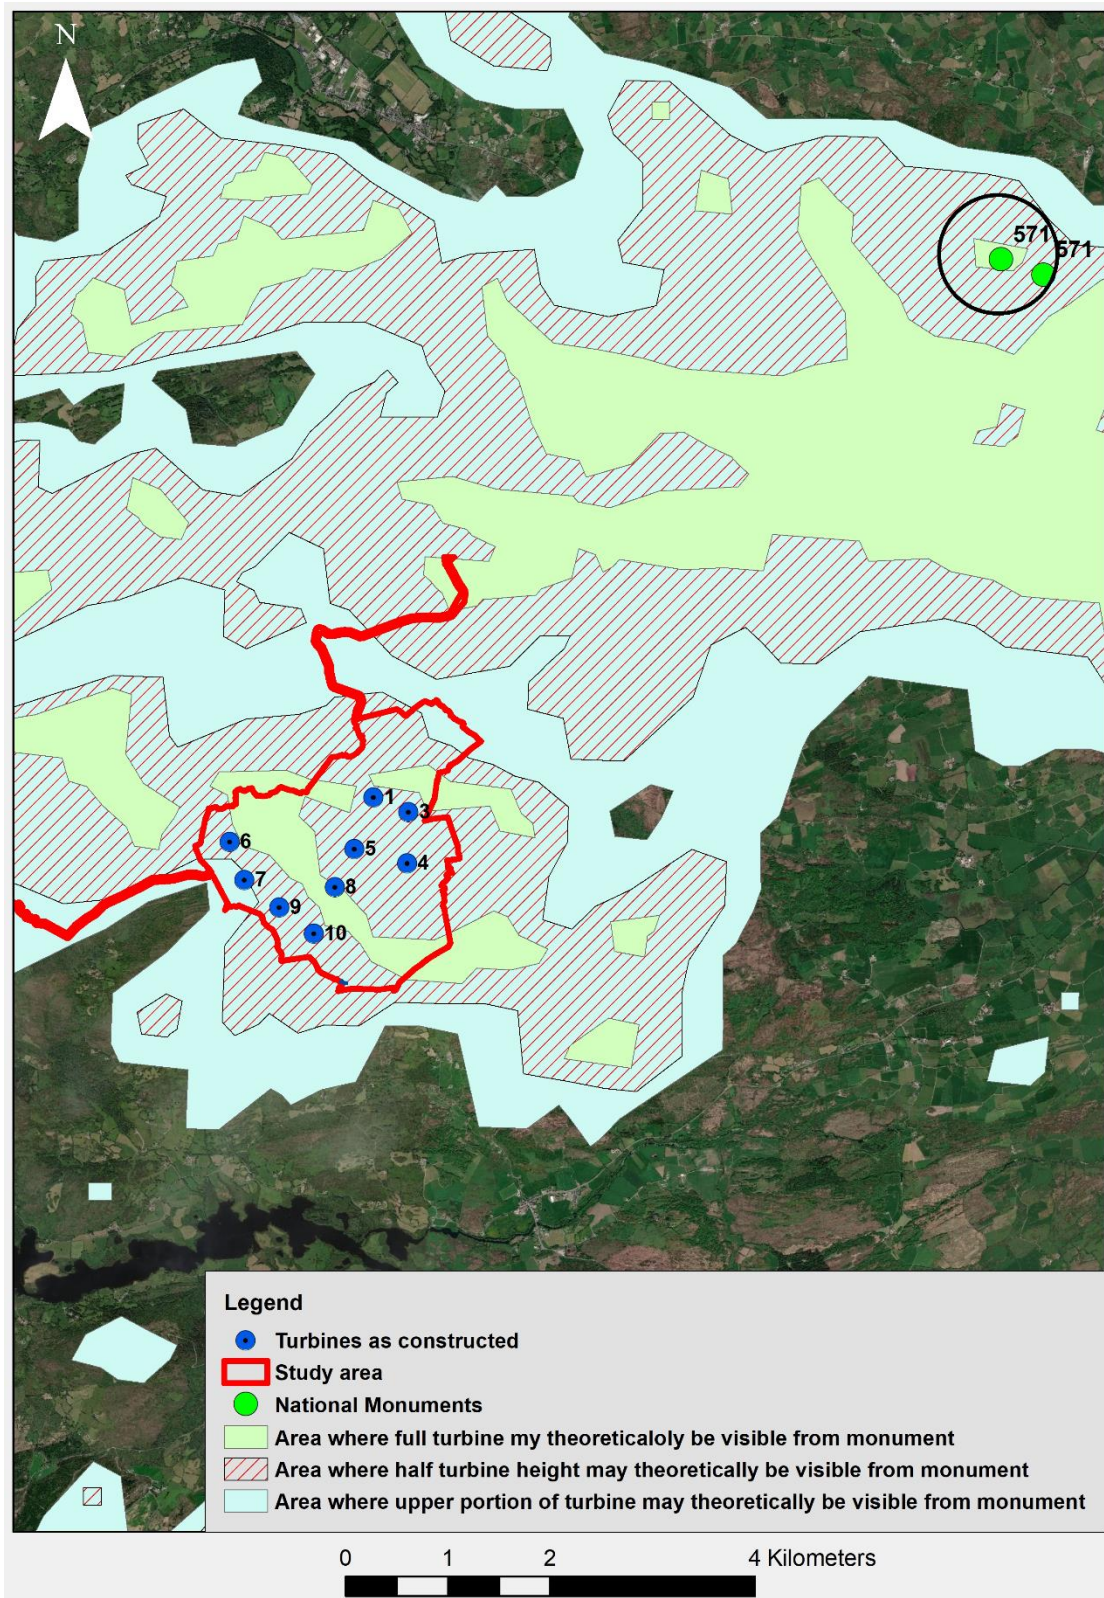 N
571
571
1
3
6
5
4
7
8
9
10
Legend
Turbines as constructed
Study area
National Monuments
Area where full turbine my theoreticaloly be visible from monument
Area where half turbine height may theoretically be visible from monument
Area where upper portion of turbine may theoretically be visible from monument
0 1 2 4 Kilometers